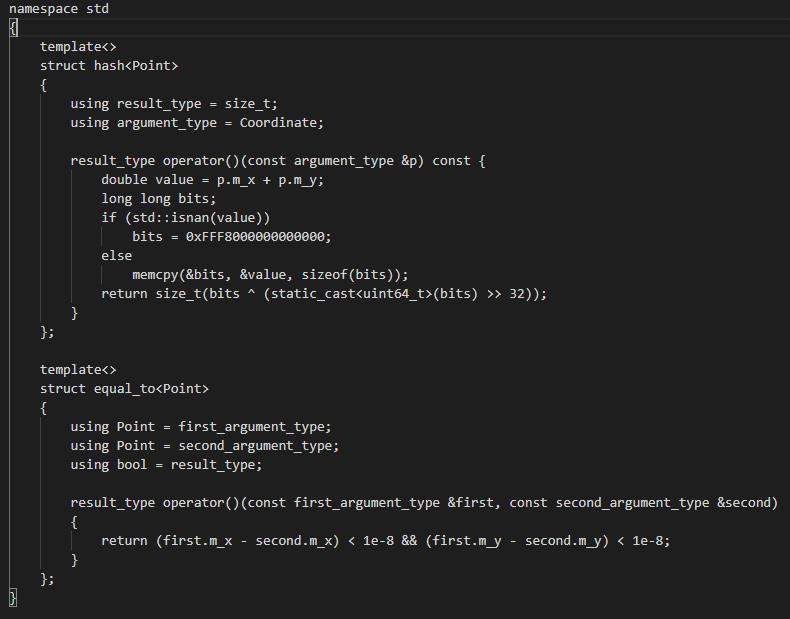 namespace std
{
    template<>
    struct hash<Point>
    {
        using result_type = size_t;
        using argument_type = Coordinate;

        result_type operator()(const argument_type &p) const {
            double value = p.m_x + p.m_y;
            long long bits;
            if (std::isnan(value))
                bits = 0xFFF8000000000000;
            else
                memcpy(&bits, &value, sizeof(bits));
            return size_t(bits ^ (static_cast<uint64_t>(bits) >> 32));
        }
    };

    template<>
    struct equal_to<Point>
    {
        using Point = first_argument_type;
        using Point = second_argument_type;
        using bool = result_type;

        result_type operator()(const first_argument_type &first, const second_argument_type &second)
        {
            return (first.m_x - second.m_x) < 1e-8 && (first.m_y - second.m_y) < 1e-8;
        }
    };
}